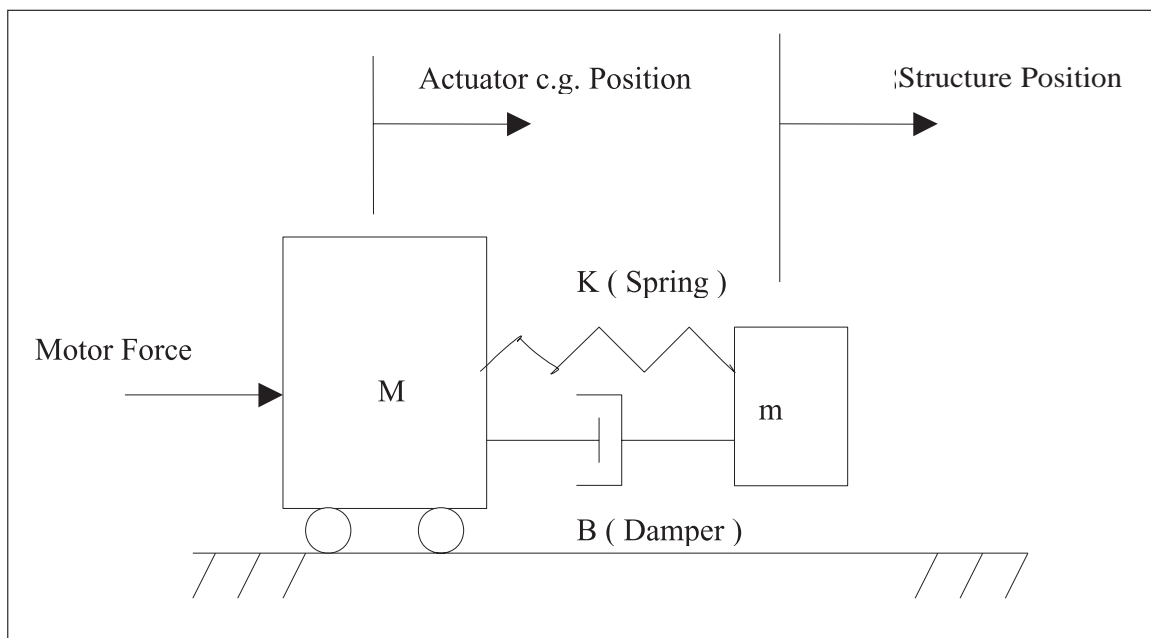 Actuator c.g. Position
Structure Position
K ( Spring )
Motor Force
M
m
B ( Damper )